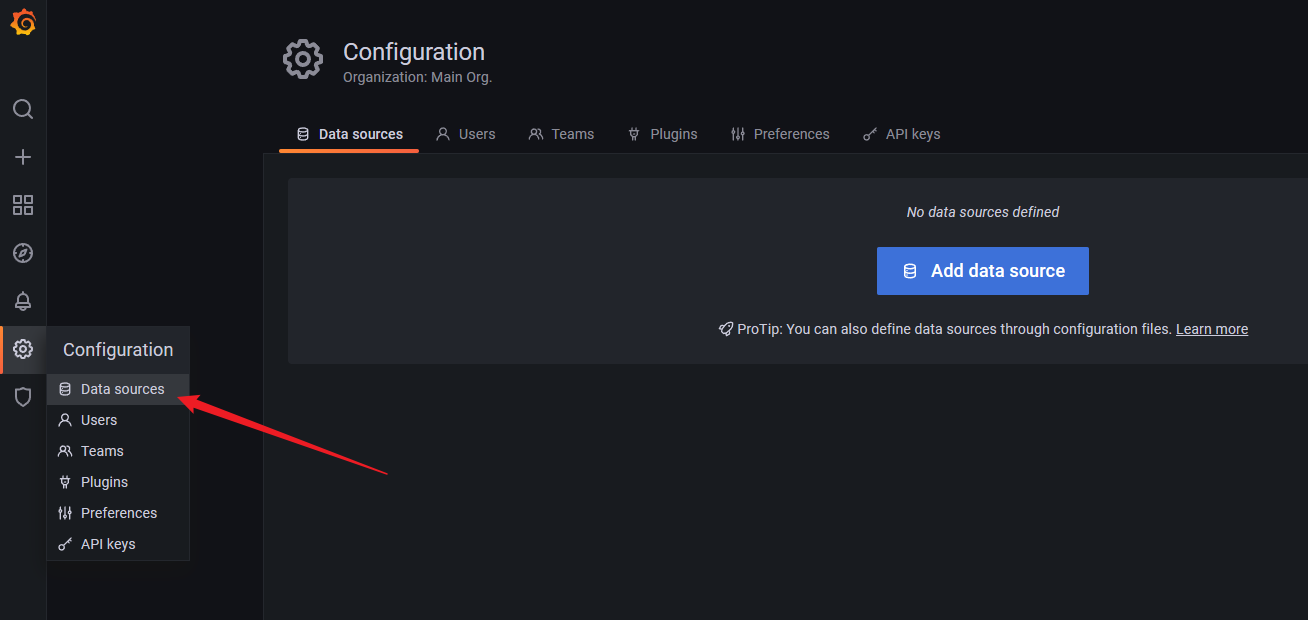 Configuration
Organization: Main Org.
Data sources Users Teams Plugins Preferences API keys
No data sources defined
Add data source
ProTip: You can also define data sources through configuration files. Learn more
Configuration
Data sources
Users
Teams
Plugins
Preferences
API keys